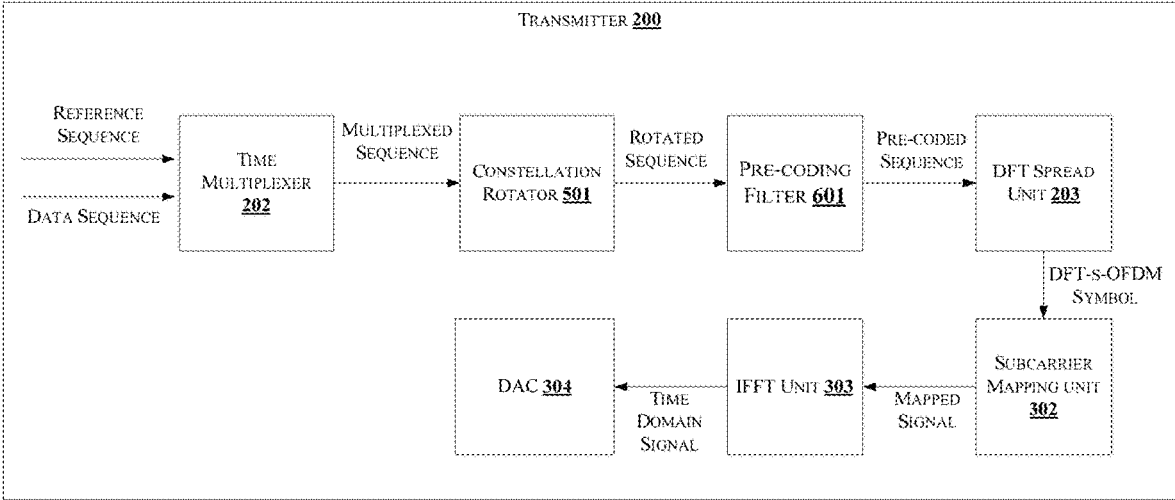 TRANSMITTER 200
REFERENCE
SEQUENCE
DATA SEQUENCE
TIME
MULTIPLEXER
202
MULTIPLEXED
SEQUENCE
CONSTELLATION
ROTATOR 501
ROTATED
SEQUENCE
PRE-CODING
FILTER 601
PRE-CODED
SEQUENCE
DFT SPREAD
UNIT 203
DFT-S-OFDM
SYMBOL
SUBCARRIER
MAPPING UNIT
302
MAPPED
SIGNAL
IFFT UNIT 303
TIME
DOMAIN
SIGNAL
DAC 304